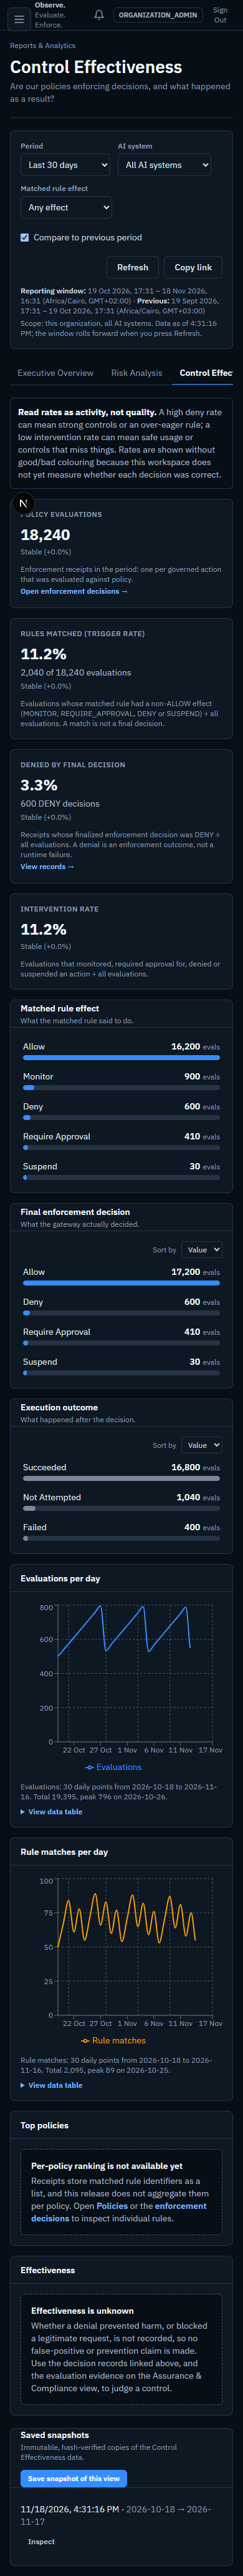 Observe.
Evaluate.
Enforce.
ORGANIZATION_ADMIN
Sign
Out
Reports & Analytics
Control Effectiveness
Are our policies enforcing decisions, and what happened
as a result?
Period
AI system
Last 30 days
All AI systems
Matched rule effect
Any effect
Compare to previous period
Refresh
Copy link
Reporting window: 19 Oct 2026, 17:31 – 18 Nov 2026,
16:31 (Africa/Cairo, GMT+02:00) · Previous: 19 Sept 2026,
17:31 – 19 Oct 2026, 17:31 (Africa/Cairo, GMT+03:00)
Scope: this organization, all AI systems. Data as of 4:31:16
PM; the window rolls forward when you press Refresh.
Executive Overview
Risk Analysis
Control Effec
Read rates as activity, not quality. A high deny rate
can mean strong controls or an over-eager rule; a
low intervention rate can mean safe usage or
controls that miss things. Rates are shown without
good/bad colouring because this workspace does
not yet measure whether each decision was correct.
N
OLICY EVALUATIONS
18,240
Stable (+0.0%)
Enforcement receipts in the period: one per governed action
that was evaluated against policy.
Open enforcement decisions →
RULES MATCHED (TRIGGER RATE)
11.2%
2,040 of 18,240 evaluations
Stable (+0.0%)
Evaluations whose matched rule had a non-ALLOW effect
(MONITOR, REQUIRE_APPROVAL, DENY or SUSPEND) ÷ all
evaluations. A match is not a final decision.
DENIED BY FINAL DECISION
3.3%
600 DENY decisions
Stable (+0.0%)
Receipts whose finalized enforcement decision was DENY ÷
all evaluations. A denial is an enforcement outcome, not a
runtime failure.
View records →
INTERVENTION RATE
11.2%
Stable (+0.0%)
Evaluations that monitored, required approval for, denied or
suspended an action ÷ all evaluations.
Matched rule effect
What the matched rule said to do.
Allow 16,200 evals
Monitor 900 evals
Deny 600 evals
Require Approval 410 evals
Suspend 30 evals
Final enforcement decision
What the gateway actually decided.
Sort by Value
Allow 17,200 evals
Deny 600 evals
Require Approval 410 evals
Suspend 30 evals
Execution outcome
What happened after the decision.
Sort by Value
Succeeded 16,800 evals
Not Attempted 1,040 evals
Failed 400 evals
Evaluations per day
800
600
400
200
0
22 Oct 27 Oct 1 Nov 6 Nov 11 Nov 17 Nov
Evaluations
Evaluations: 30 daily points from 2026-10-18 to 2026-11-
16. Total 19,395, peak 796 on 2026-10-26.
View data table
Rule matches per day
100
75
50
25
0
22 Oct 27 Oct 1 Nov 6 Nov 11 Nov 17 Nov
Rule matches
Rule matches: 30 daily points from 2026-10-18 to 2026-
11-16. Total 2,095, peak 89 on 2026-10-25.
View data table
Top policies
Per-policy ranking is not available yet
Receipts store matched rule identifiers as a
list, and this release does not aggregate them
per policy. Open Policies or the enforcement
decisions to inspect individual rules.
Effectiveness
Effectiveness is unknown
Whether a denial prevented harm, or blocked
a legitimate request, is not recorded, so no
false-positive or prevention claim is made.
Use the decision records linked above, and
the evaluation evidence on the Assurance &
Compliance view, to judge a control.
Saved snapshots
Immutable, hash-verified copies of the Control
Effectiveness data.
Save snapshot of this view
11/18/2026, 4:31:16 PM · 2026-10-18 → 2026-
11-17
Inspect